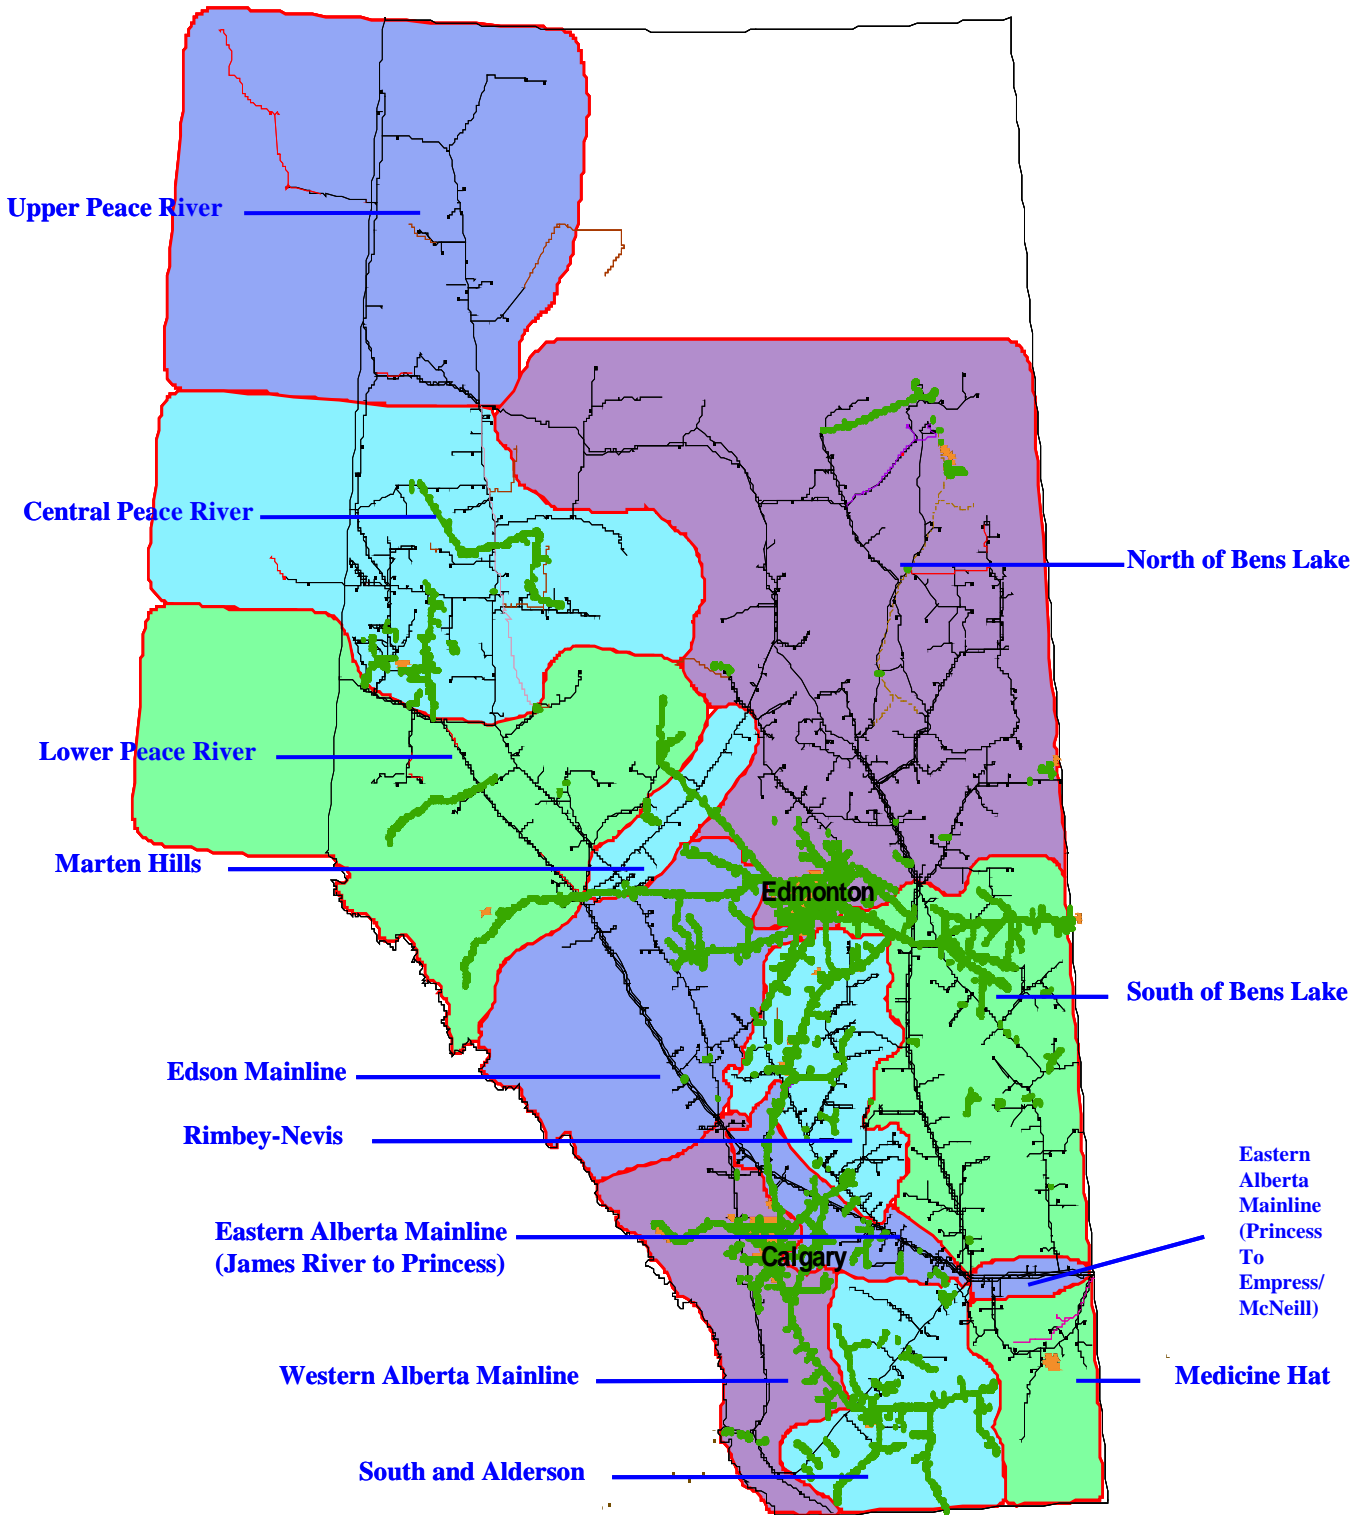 Upper Peace River
Central Peace River
North of Bens Lake
Lower Peace River
Marten Hills
Edmonton
South of Bens Lake
Edson Mainline
Rimbey-Nevis
Eastern
Alberta
Mainline
(Princess
To
Empress/
McNeill)
Eastern Alberta Mainline
(James River to Princess)
Calgary
Western Alberta Mainline
Medicine Hat
South and Alderson